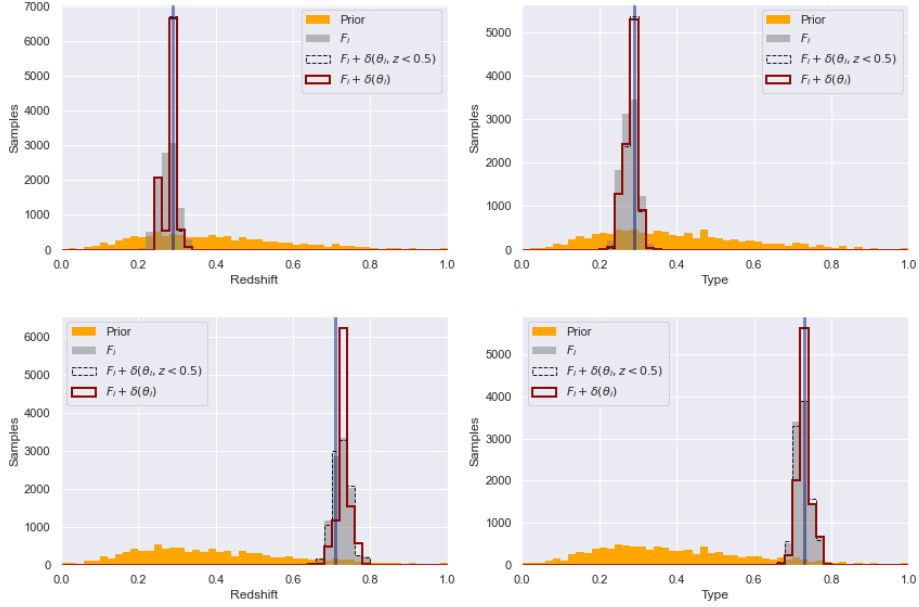 7000
6000
5000
4000
3000
2000
1000
0
Samples
0.0 0.2 0.4 0.6 0.8 1.0
Redshift
Prior
F_l
F_l + δ(θ_l, z < 0.5)
F_l + δ(θ_l)
5000
4000
3000
2000
1000
0
Samples
0.0 0.2 0.4 0.6 0.8 1.0
Type
Prior
F_l
F_l + δ(θ_l, z < 0.5)
F_l + δ(θ_l)
6000
5000
4000
3000
2000
1000
0
Samples
0.0 0.2 0.4 0.6 0.8 1.0
Redshift
Prior
F_l
F_l + δ(θ_l, z < 0.5)
F_l + δ(θ_l)
5000
4000
3000
2000
1000
0
Samples
0.0 0.2 0.4 0.6 0.8 1.0
Type
Prior
F_l
F_l + δ(θ_l, z < 0.5)
F_l + δ(θ_l)